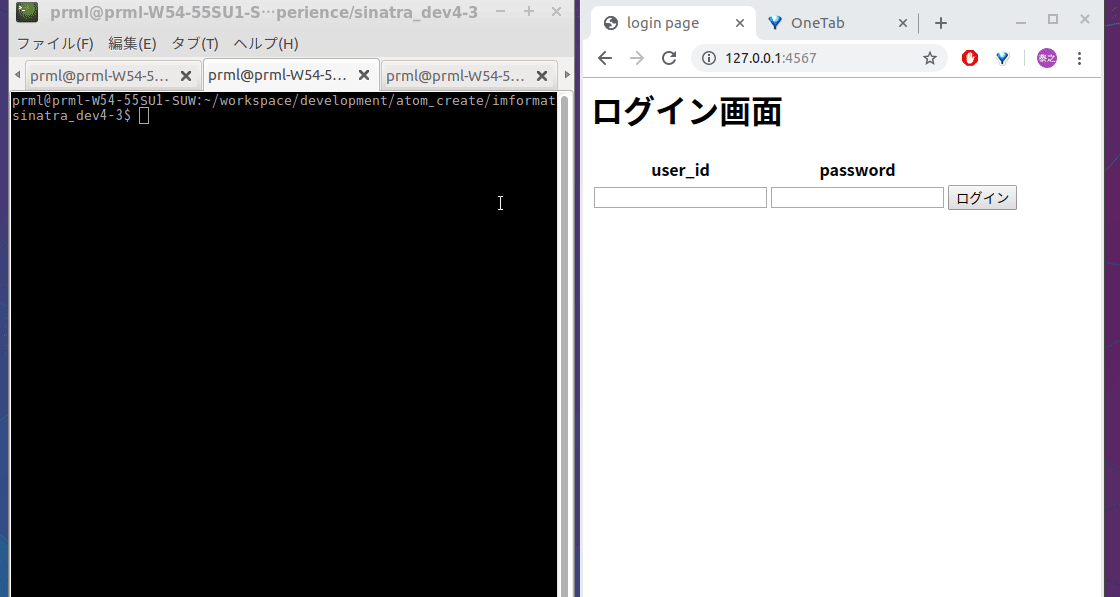 prml@prml-W54-55SU1-S…perience/sinatra_dev4-3
ファイル(F) 編集(E) タブ(T) ヘルプ(H)
prml@prml-W54-5... prml@prml-W54-5... prml@prml-W54-5...
prml@prml-W54-55SU1-SUW:~/workspace/development/atom_create/imformat
sinatra_dev4-3$
login page OneTab
127.0.0.1:4567
泰之
ログイン画面
user_id password
ログイン